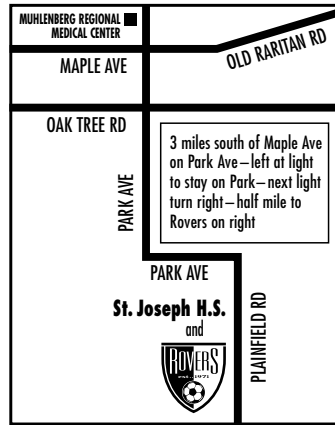 MUHLENBERG REGIONAL
MEDICAL CENTER
OLD RARITAN RD
MAPLE AVE
OAK TREE RD
3 miles south of Maple Ave
on Park Ave–left at light
to stay on Park–next light
turn right–half mile to
Rovers on right
PARK AVE
PARK AVE
St. Joseph H.S.
and
PLAINFIELD RD
ROVERS
EST. 1971